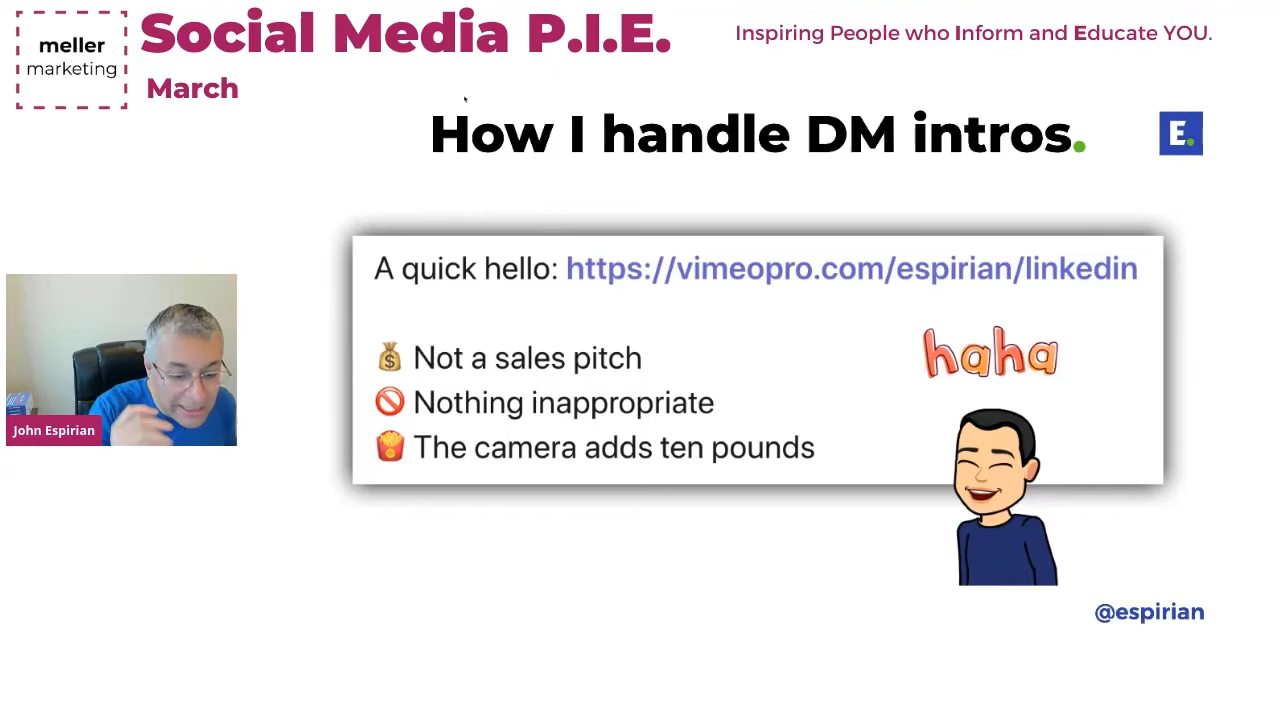 meller
marketing
Social Media P.I.E.
March
Inspiring People who Inform and Educate YOU.
How I handle DM intros.
E.
A quick hello: https://vimeopro.com/espirian/linkedin
Not a sales pitch
Nothing inappropriate
The camera adds ten pounds
haha
John Espirian
@espirian